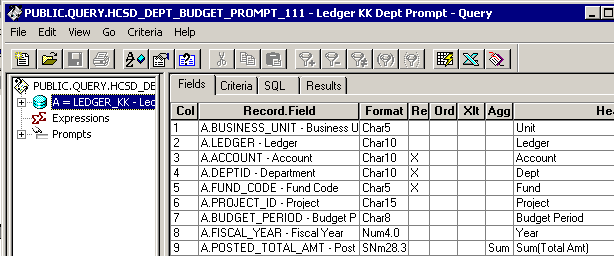 PUBLIC.QUERY.HCSD_DEPT_BUDGET_PROMPT_111 - Ledger KK Dept Prompt - Query
File Edit View Go Criteria Help
PUBLIC.QUERY.HCSD_DE
A = LEDGER_KK - Led
Expressions
Prompts
Fields Criteria SQL Results
Col Record.Field Format Re Ord Xlt Agg Hea
1 A.BUSINESS_UNIT - Business U Char5 Unit
2 A.LEDGER - Ledger Char10 Ledger
3 A.ACCOUNT - Account Char10 X Account
4 A.DEPTID - Department Char10 X Dept
5 A.FUND_CODE - Fund Code Char5 X Fund
6 A.PROJECT_ID - Project Char15 Project
7 A.BUDGET_PERIOD - Budget P Char8 Budget Period
8 A.FISCAL_YEAR - Fiscal Year Num4.0 Year
9 A.POSTED_TOTAL_AMT - Post SNm28.3 Sum Sum(Total Amt)